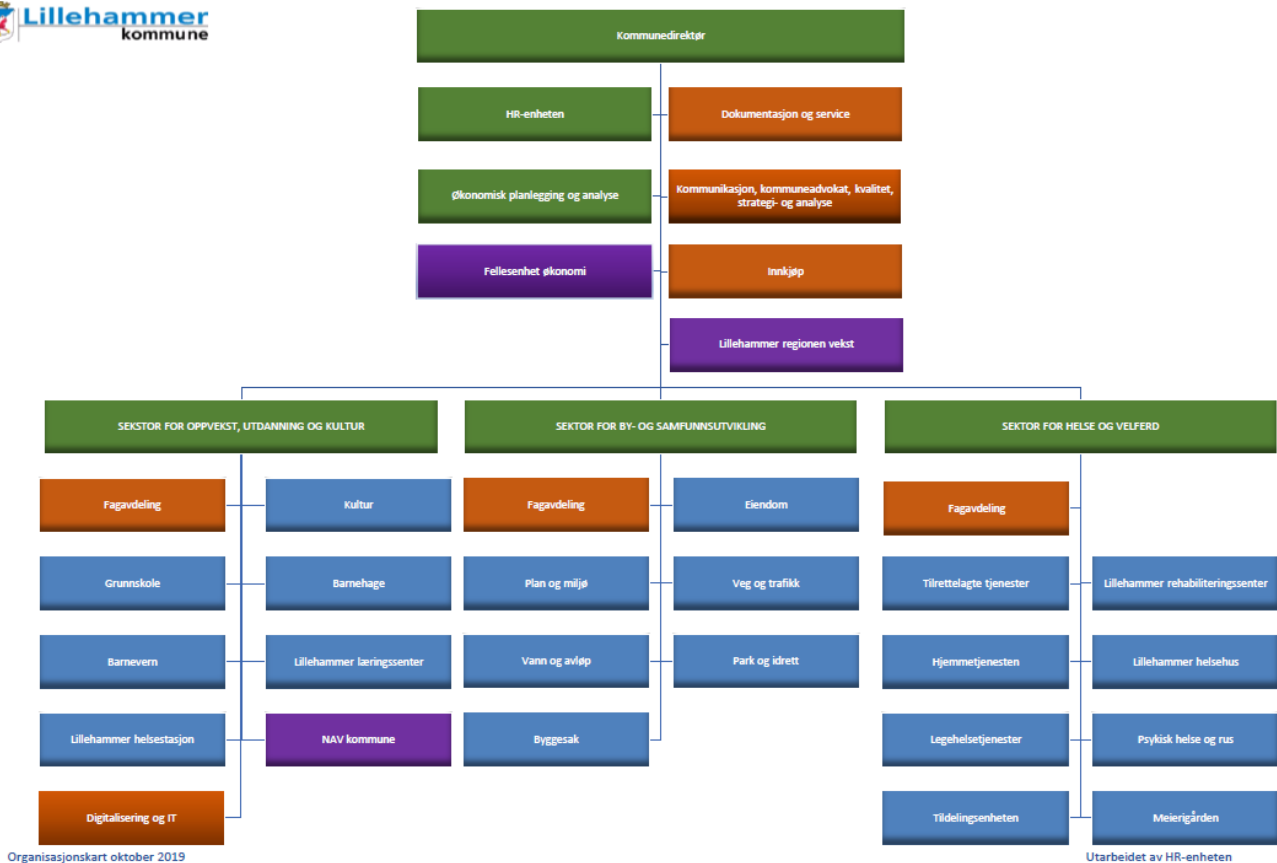 Lillehammer
kommune
Kommunedirektør
HR-enheten
Dokumentasjon og service
Økonomisk planlegging og analyse
Kommunikasjon, kommuneadvokat, kvalitet,
strategi- og analyse
Fellesenhet økonomi
Innkjøp
Lillehammer regionen vekst
SEKSTOR FOR OPPVEKST, UTDANNING OG KULTUR
SEKTOR FOR BY- OG SAMFUNNSUTVIKLING
SEKTOR FOR HELSE OG VELFERD
Fagavdeling
Kultur
Grunnskole
Barnehage
Barnevern
Lillehammer læringssenter
Lillehammer helsestasjon
NAV kommune
Digitalisering og IT
Fagavdeling
Eiendom
Plan og miljø
Veg og trafikk
Vann og avløp
Park og idrett
Byggesak
Fagavdeling
Tilrettelagte tjenester
Lillehammer rehabiliteringssenter
Hjemmetjenesten
Lillehammer helsehus
Legehelsetjenester
Psykisk helse og rus
Tildelingsenheten
Meierigården
Organisasjonskart oktober 2019
Utarbeidet av HR-enheten